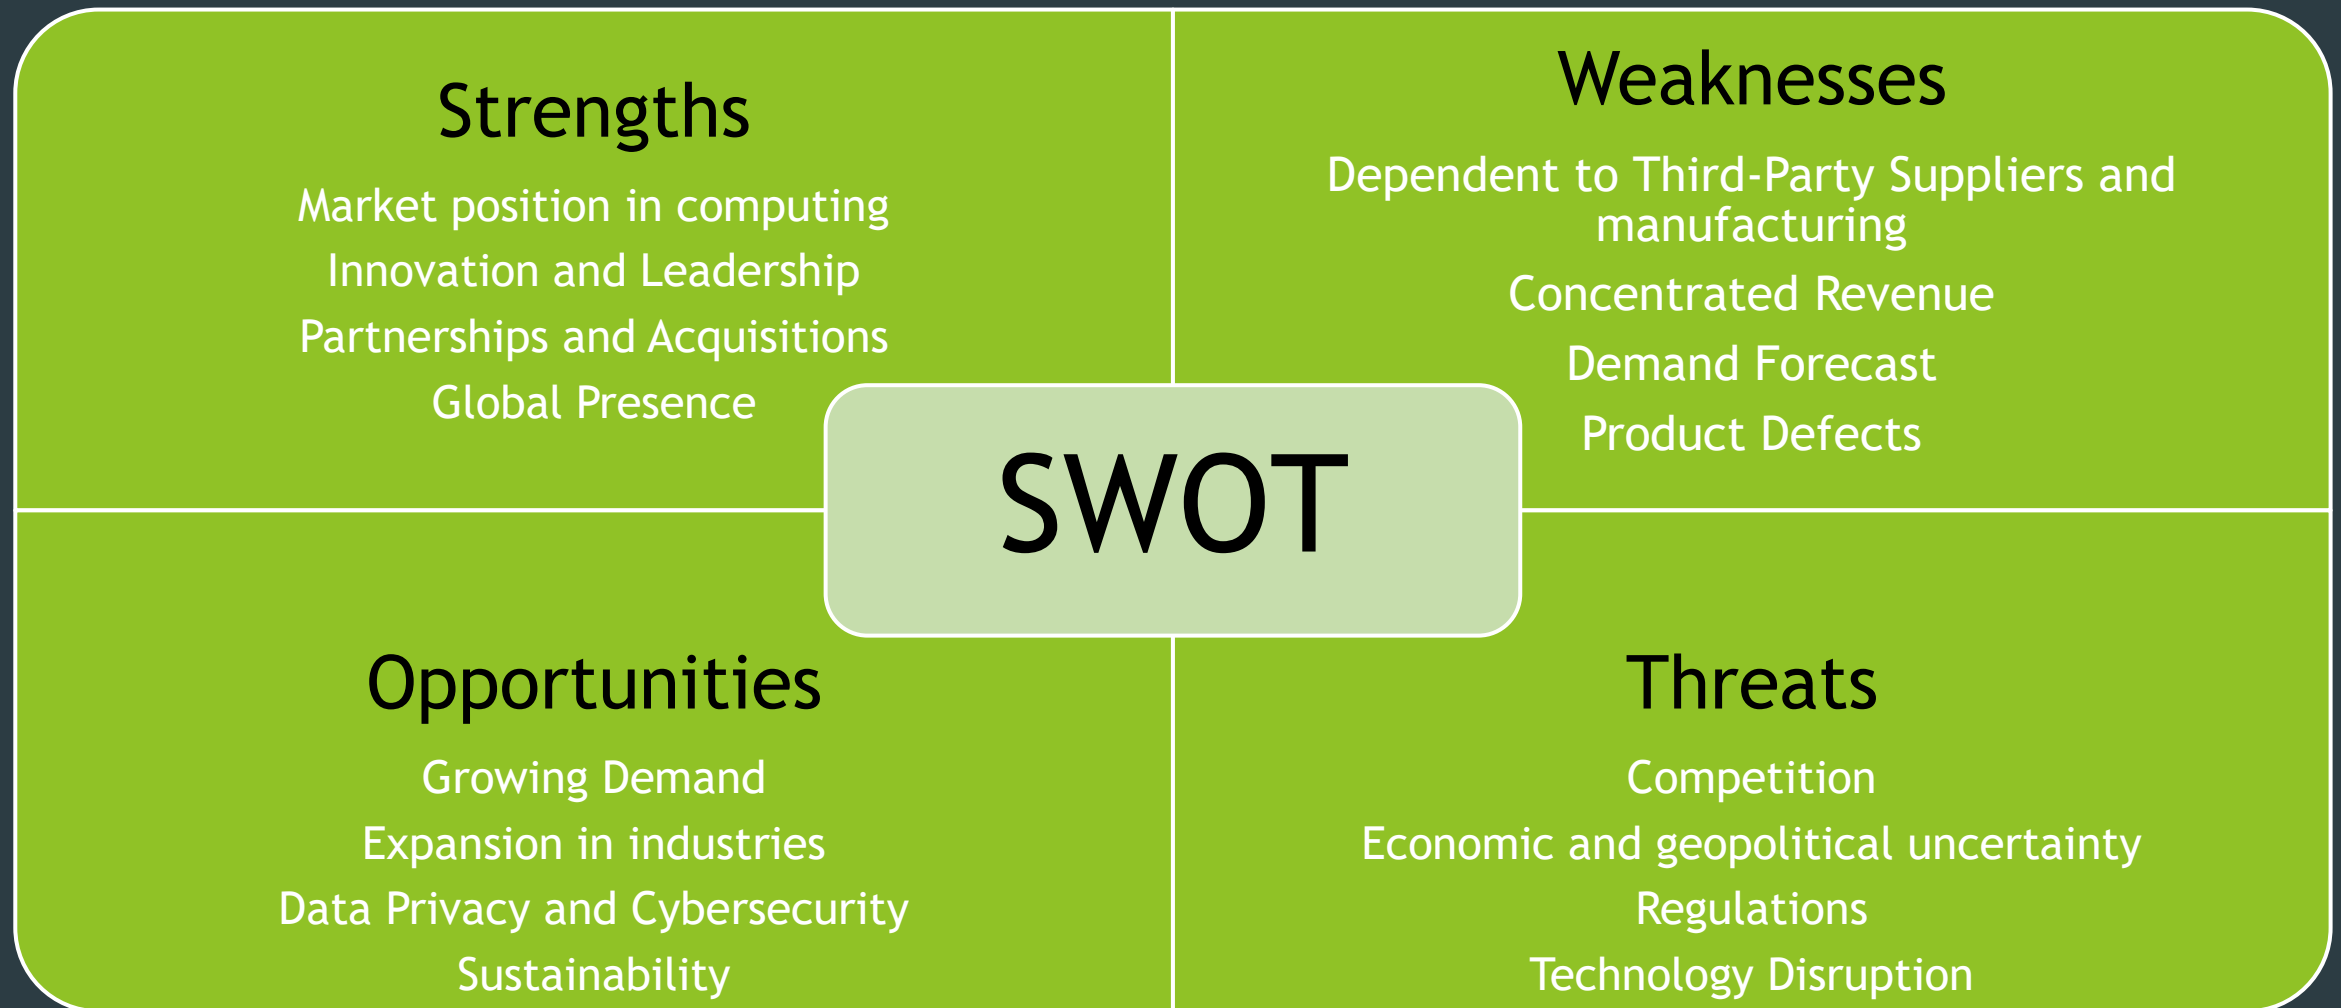 Strengths
Market position in computing
Innovation and Leadership
Partnerships and Acquisitions
Global Presence
Weaknesses
Dependent to Third-Party Suppliers and
manufacturing
Concentrated Revenue
Demand Forecast
Product Defects
SWOT
Opportunities
Growing Demand
Expansion in industries
Data Privacy and Cybersecurity
Sustainability
Threats
Competition
Economic and geopolitical uncertainty
Regulations
Technology Disruption